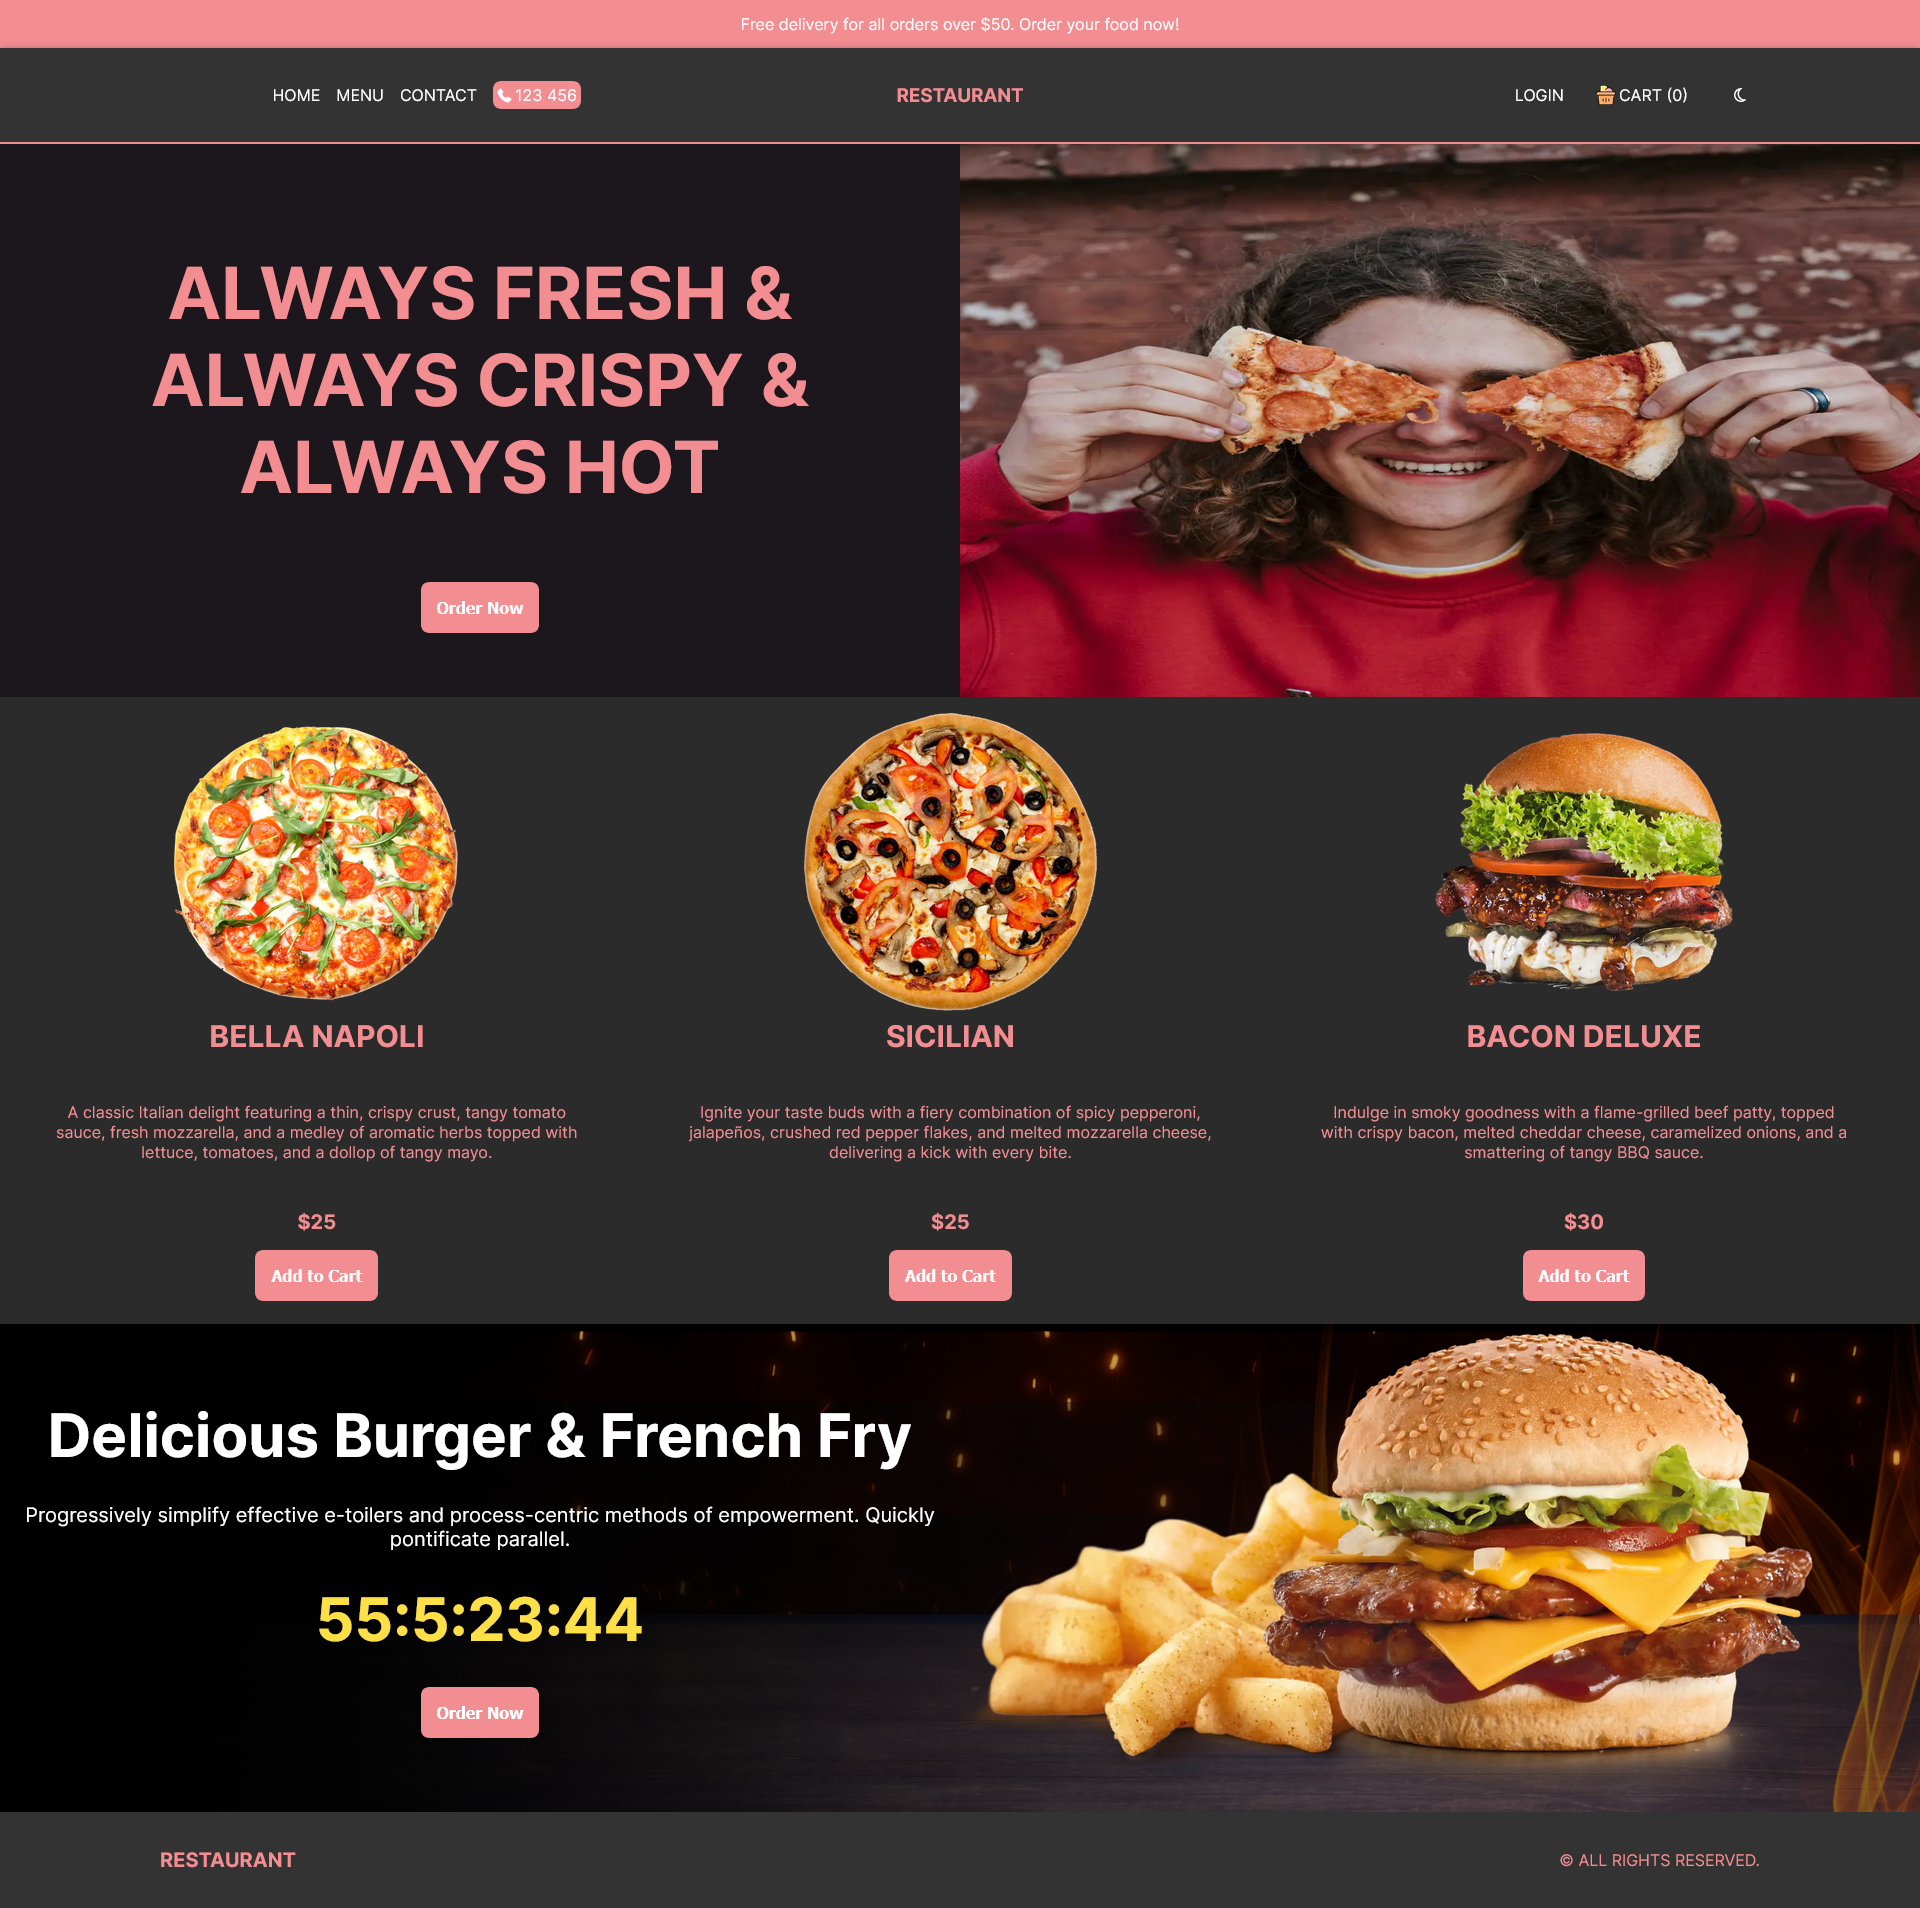 Free delivery for all orders over $50. Order your food now!
HOME MENU CONTACT 123 456
RESTAURANT
LOGIN CART (0)
ALWAYS FRESH &
ALWAYS CRISPY &
ALWAYS HOT
Order Now
BELLA NAPOLI
A classic Italian delight featuring a thin, crispy crust, tangy tomato
sauce, fresh mozzarella, and a medley of aromatic herbs topped with
lettuce, tomatoes, and a dollop of tangy mayo.
$25
Add to Cart
SICILIAN
Ignite your taste buds with a fiery combination of spicy pepperoni,
jalapeños, crushed red pepper flakes, and melted mozzarella cheese,
delivering a kick with every bite.
$25
Add to Cart
BACON DELUXE
Indulge in smoky goodness with a flame-grilled beef patty, topped
with crispy bacon, melted cheddar cheese, caramelized onions, and a
smattering of tangy BBQ sauce.
$30
Add to Cart
Delicious Burger & French Fry
Progressively simplify effective e-toilers and process-centric methods of empowerment. Quickly
pontificate parallel.
55:5:23:44
Order Now
RESTAURANT
© ALL RIGHTS RESERVED.